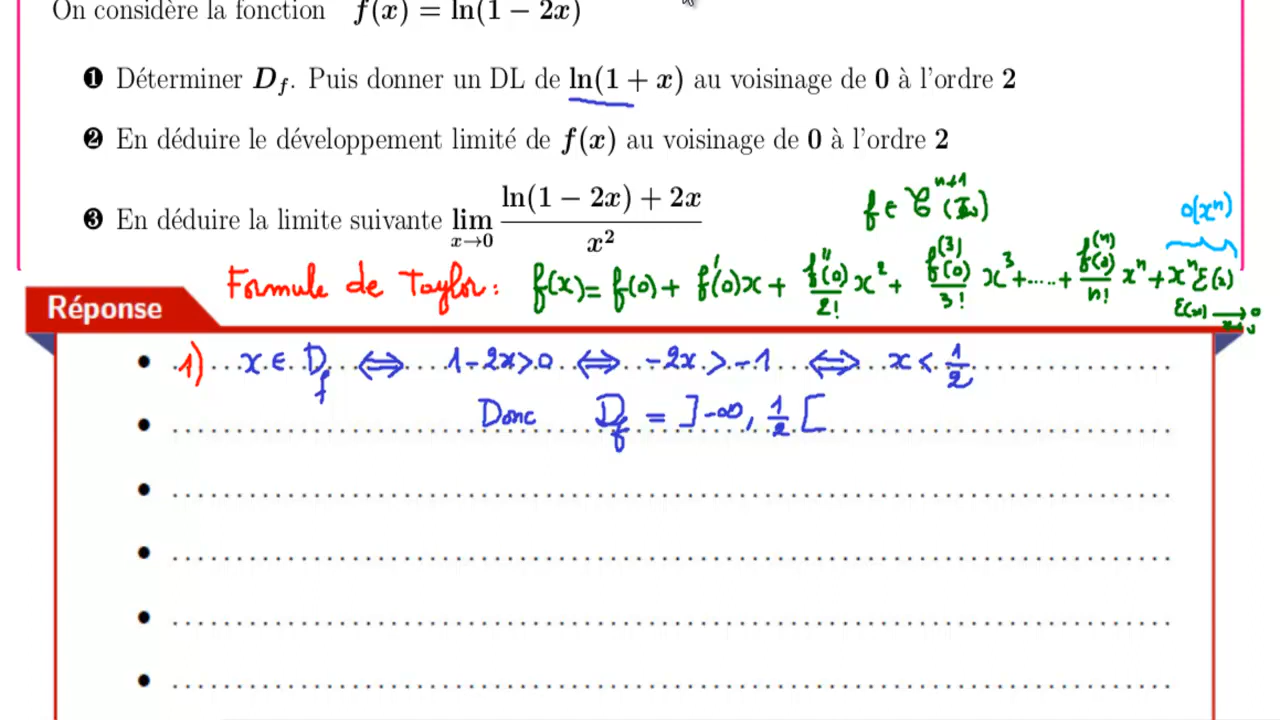 On considère la fonction f(x) = ln(1 − 2x)
❶ Déterminer D_f. Puis donner un DL de ln(1 + x) au voisinage de 0 à l'ordre 2
❷ En déduire le développement limité de f(x) au voisinage de 0 à l'ordre 2
❸ En déduire la limite suivante lim_{x→0} (ln(1 − 2x) + 2x) / x²
f ∈ C^{n+1}(I_0)
o(x^n)
Formule de Taylor : f(x) = f(0) + f'(0)x + f''(0)/2! x² + f^{(3)}(0)/3! x³ + ..... + f^{(n)}(0)/n! x^n + x^n ε(x)
ε(x) → 0
x→0
Réponse
• 1) x ∈ D_f ⟺ 1 - 2x > 0 ⟺ -2x > -1 ⟺ x < 1/2
• Donc D_f = ]-∞, 1/2[
•
•
•
•